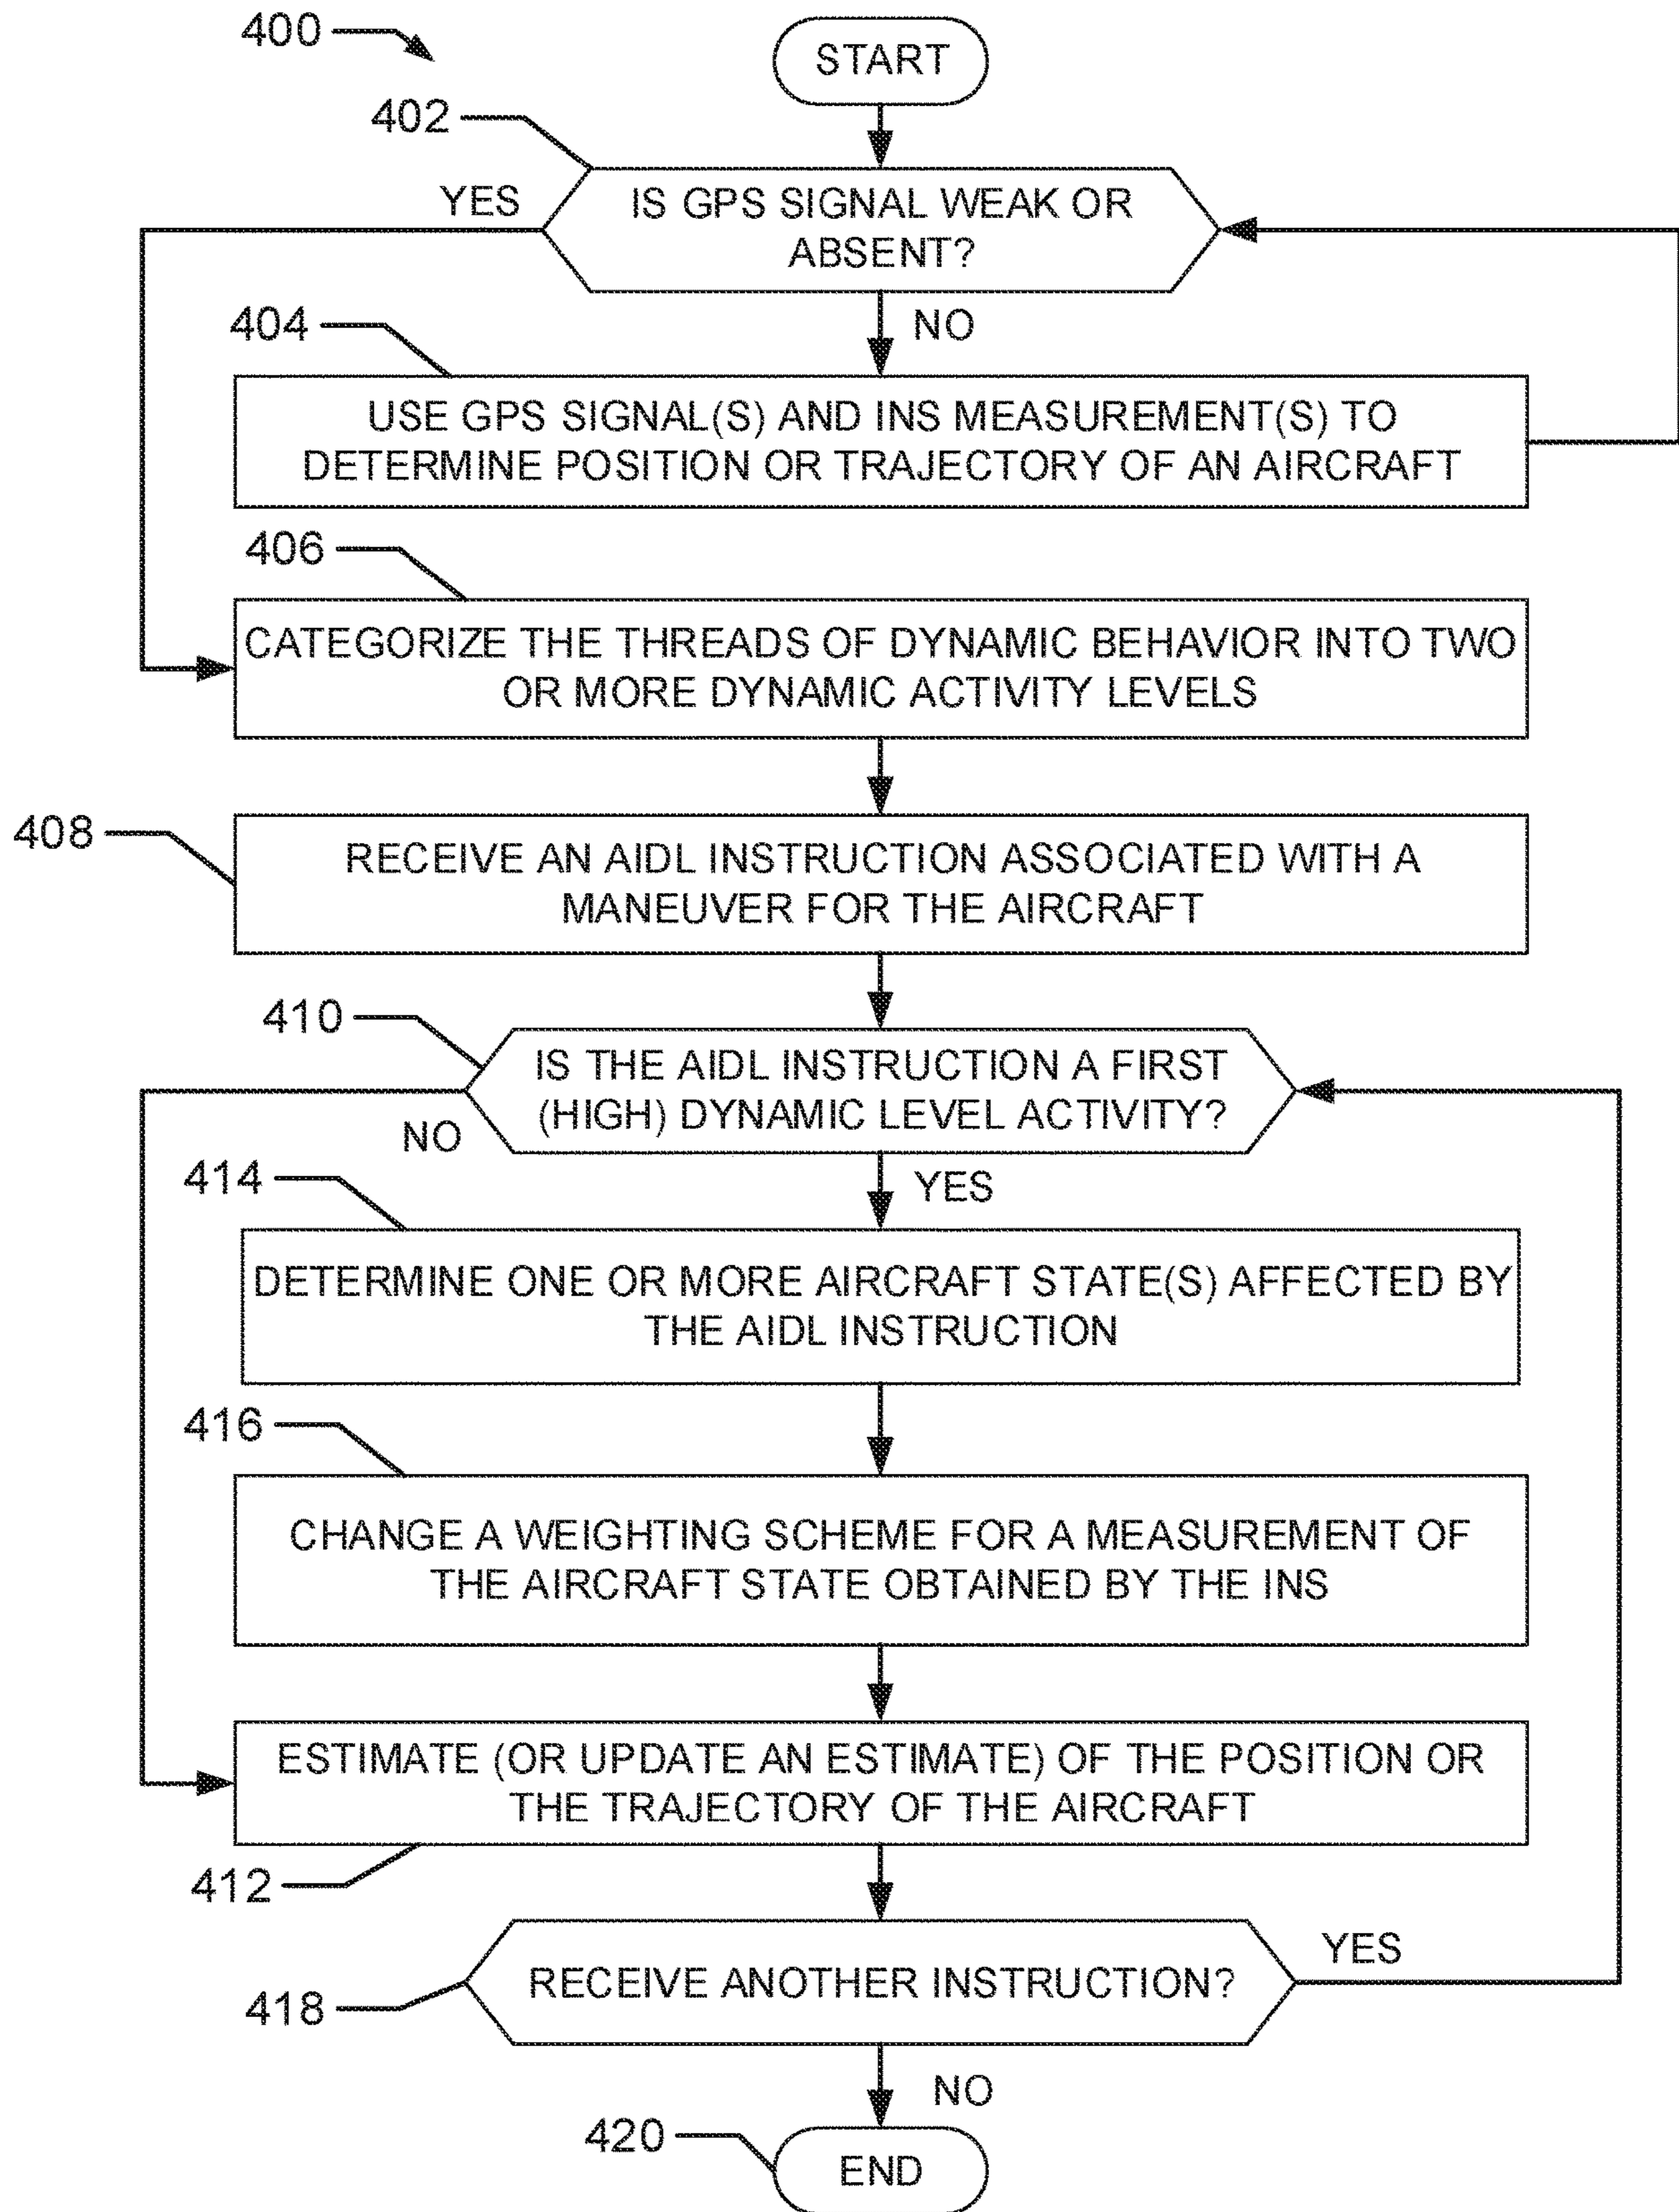 400
START
402
YES
IS GPS SIGNAL WEAK OR
ABSENT?
404
NO
USE GPS SIGNAL(S) AND INS MEASUREMENT(S) TO
DETERMINE POSITION OR TRAJECTORY OF AN AIRCRAFT
406
CATEGORIZE THE THREADS OF DYNAMIC BEHAVIOR INTO TWO
OR MORE DYNAMIC ACTIVITY LEVELS
408
RECEIVE AN AIDL INSTRUCTION ASSOCIATED WITH A
MANEUVER FOR THE AIRCRAFT
410
IS THE AIDL INSTRUCTION A FIRST
(HIGH) DYNAMIC LEVEL ACTIVITY?
NO
414
YES
DETERMINE ONE OR MORE AIRCRAFT STATE(S) AFFECTED BY
THE AIDL INSTRUCTION
416
CHANGE A WEIGHTING SCHEME FOR A MEASUREMENT OF
THE AIRCRAFT STATE OBTAINED BY THE INS
ESTIMATE (OR UPDATE AN ESTIMATE) OF THE POSITION OR
THE TRAJECTORY OF THE AIRCRAFT
412
YES
RECEIVE ANOTHER INSTRUCTION?
418
NO
420
END